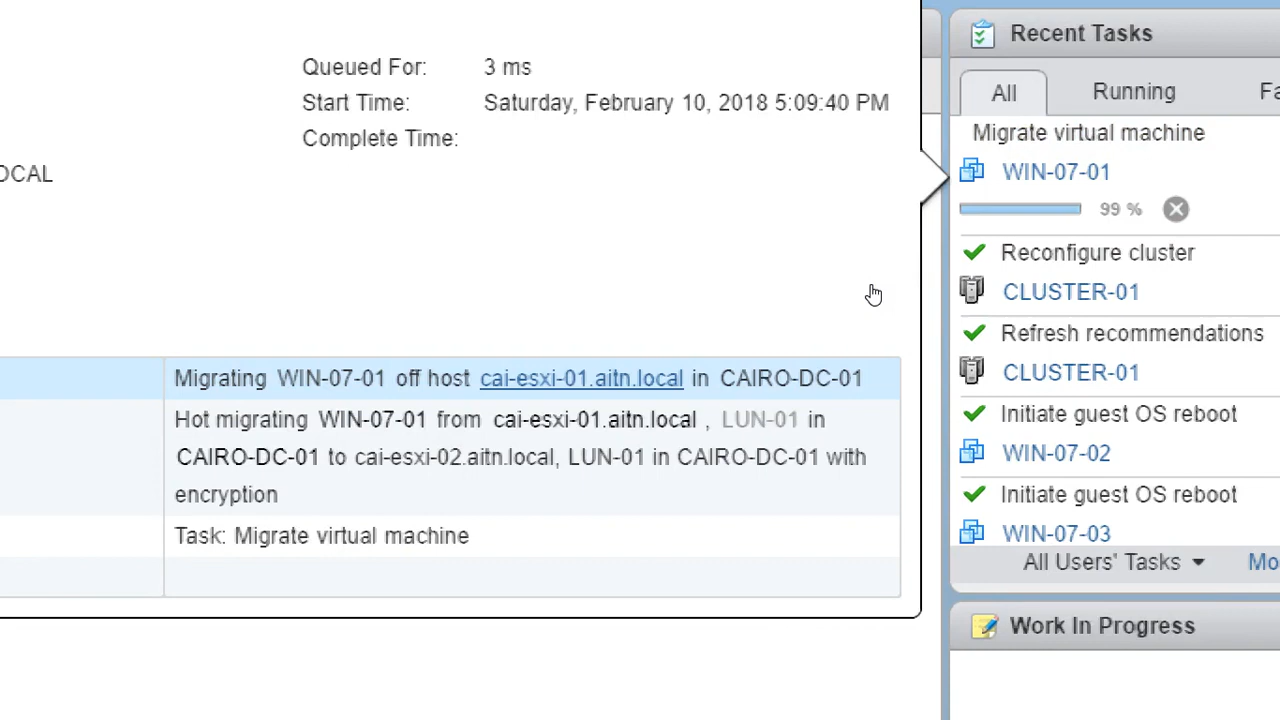 Queued For: 3 ms
Start Time: Saturday, February 10, 2018 5:09:40 PM
Complete Time:
OCAL
Migrating WIN-07-01 off host cai-esxi-01.aitn.local in CAIRO-DC-01
Hot migrating WIN-07-01 from cai-esxi-01.aitn.local , LUN-01 in
CAIRO-DC-01 to cai-esxi-02.aitn.local, LUN-01 in CAIRO-DC-01 with
encryption
Task: Migrate virtual machine
Recent Tasks
All Running Fa
Migrate virtual machine
WIN-07-01
99 %
Reconfigure cluster
CLUSTER-01
Refresh recommendations
CLUSTER-01
Initiate guest OS reboot
WIN-07-02
Initiate guest OS reboot
WIN-07-03
All Users' Tasks Mo
Work In Progress